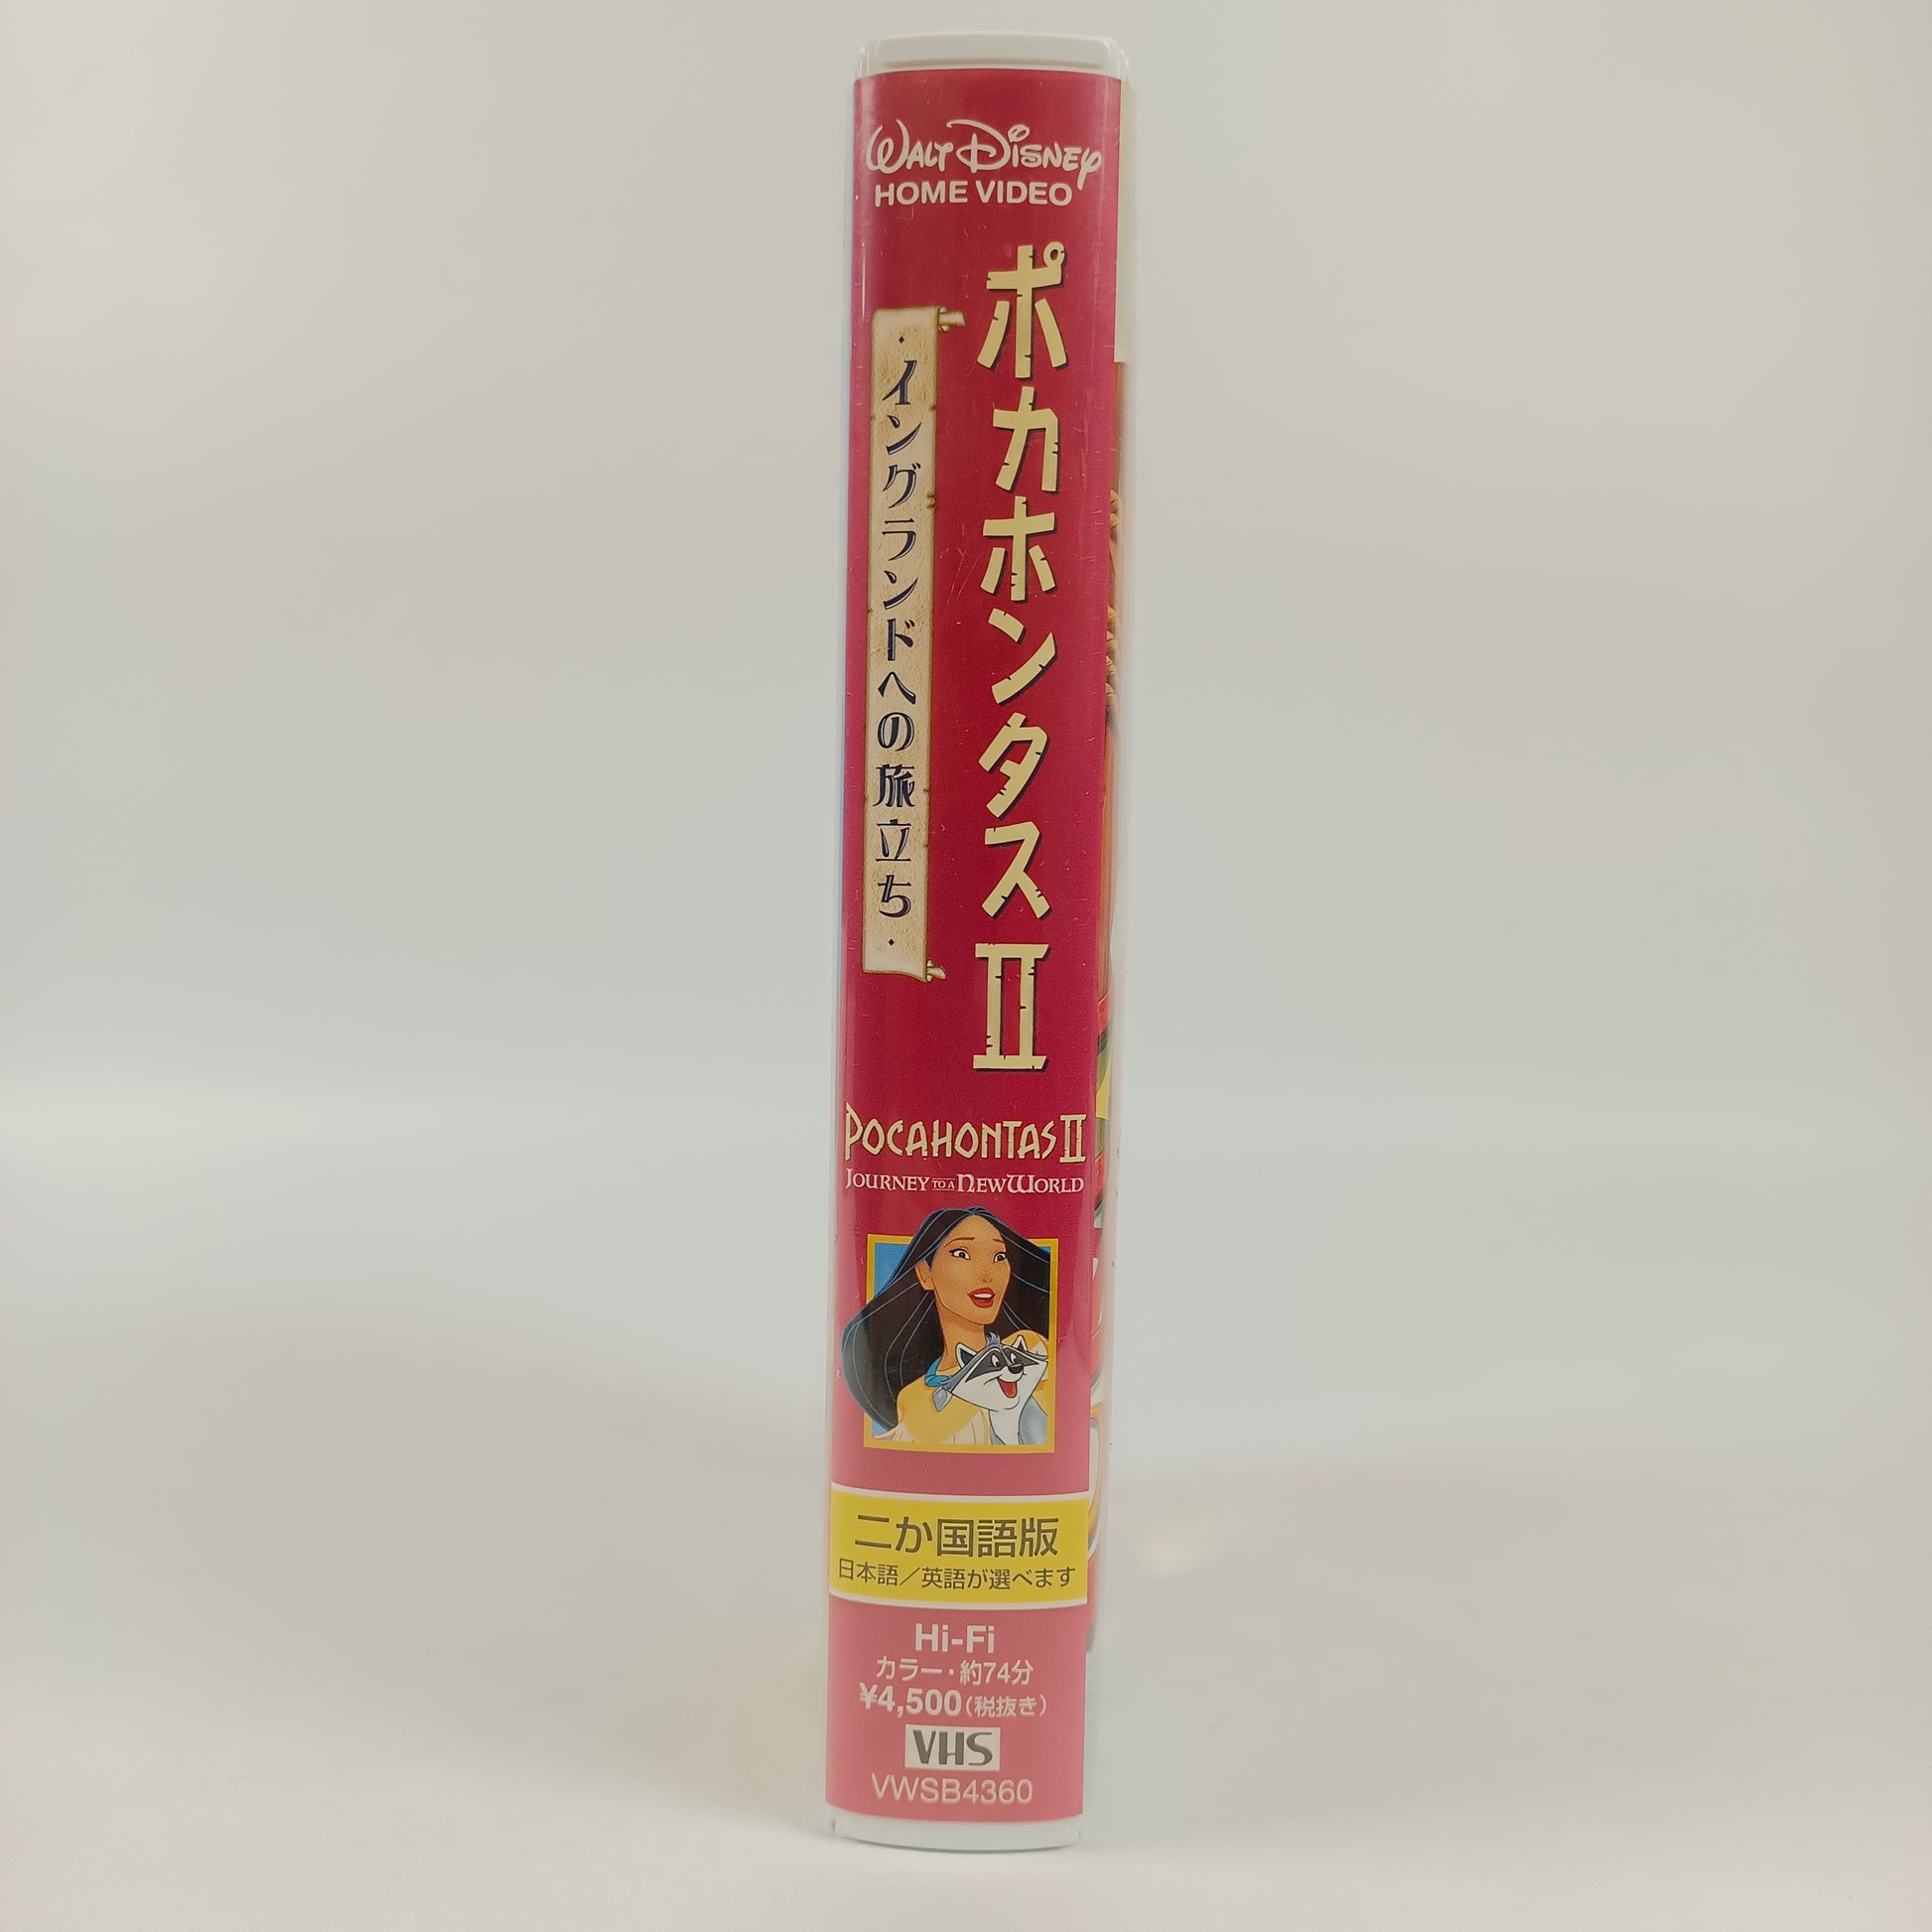 WALT DISNEY
HOME VIDEO
ポカホンタスII
・イングランドへの旅立ち・
POCAHONTAS II
JOURNEY TO A NEW WORLD
二か国語版
日本語／英語が選べます
Hi-Fi
カラー・約74分
¥4,500(税抜き)
VHS
VWSB4360